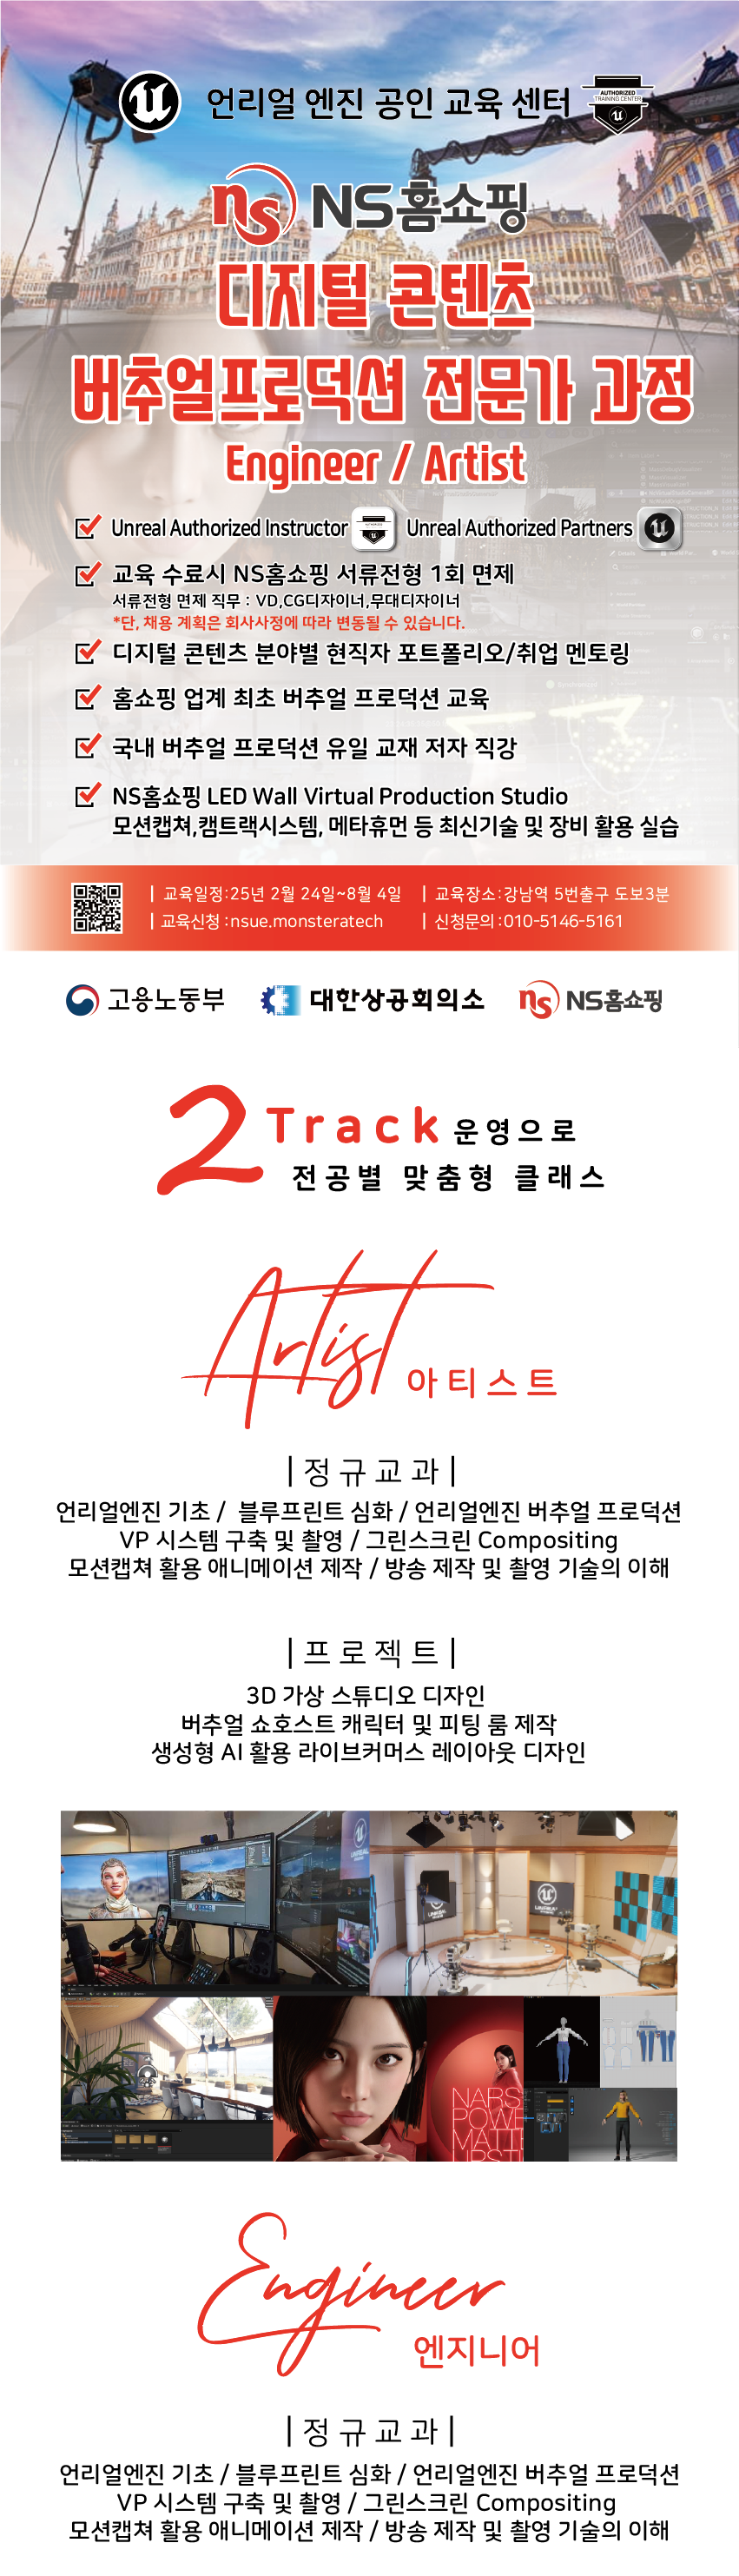 언리얼 엔진 공인 교육 센터
AUTHORIZED
TRAINING CENTER
ns NS홈쇼핑
디지털 콘텐츠
버추얼프로덕션 전문가 과정
Engineer / Artist
Unreal Authorized Instructor Unreal Authorized Partners
교육 수료시 NS홈쇼핑 서류전형 1회 면제
서류전형 면제 직무 : VD,CG디자이너,무대디자이너
*단, 채용 계획은 회사사정에 따라 변동될 수 있습니다.
디지털 콘텐츠 분야별 현직자 포트폴리오/취업 멘토링
홈쇼핑 업계 최초 버추얼 프로덕션 교육
국내 버추얼 프로덕션 유일 교재 저자 직강
NS홈쇼핑 LED Wall Virtual Production Studio
모션캡쳐,캠트랙시스템, 메타휴먼 등 최신기술 및 장비 활용 실습
| 교육일정:25년 2월 24일~8월 4일 | 교육장소:강남역 5번출구 도보3분
| 교육신청 :nsue.monsteratech | 신청문의:010-5146-5161
고용노동부 대한상공회의소 ns NS홈쇼핑
2 Track 운영으로
전공별 맞춤형 클래스
Artist 아티스트
| 정규교과 |
언리얼엔진 기초 / 블루프린트 심화 / 언리얼엔진 버추얼 프로덕션
VP 시스템 구축 및 촬영 / 그린스크린 Compositing
모션캡쳐 활용 애니메이션 제작 / 방송 제작 및 촬영 기술의 이해
| 프로젝트 |
3D 가상 스튜디오 디자인
버추얼 쇼호스트 캐릭터 및 피팅 룸 제작
생성형 AI 활용 라이브커머스 레이아웃 디자인
NARS
POWE
MATTE
LIPSTI
Engineer
엔지니어
| 정규교과 |
언리얼엔진 기초 / 블루프린트 심화 / 언리얼엔진 버추얼 프로덕션
VP 시스템 구축 및 촬영 / 그린스크린 Compositing
모션캡쳐 활용 애니메이션 제작 / 방송 제작 및 촬영 기술의 이해